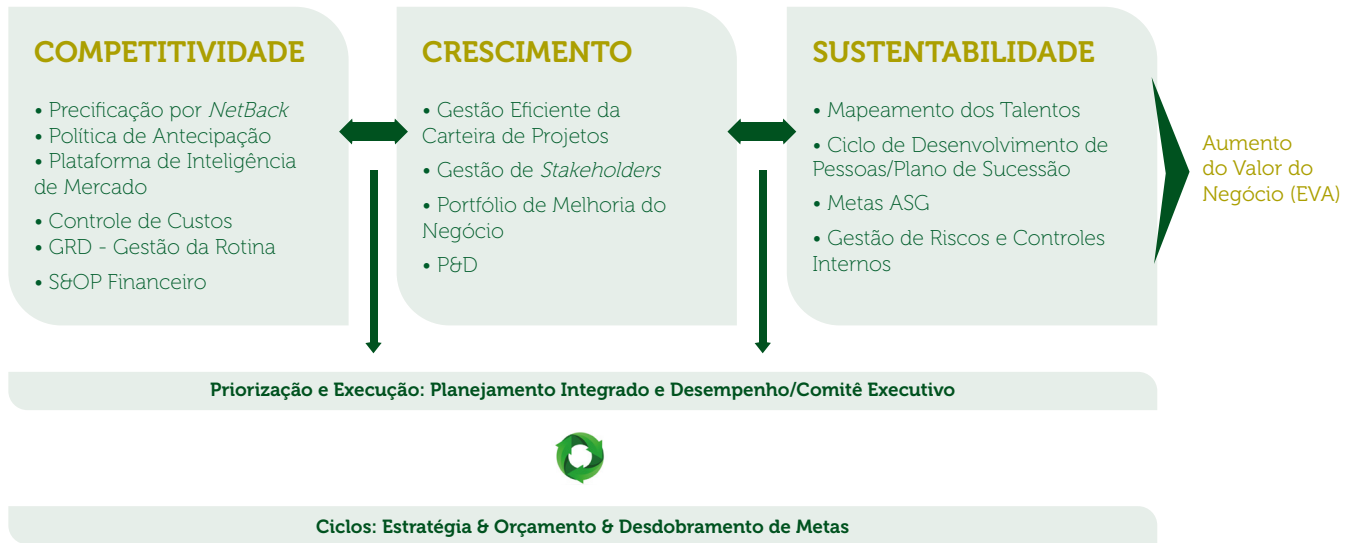 COMPETITIVIDADE
• Precificação por NetBack
• Política de Antecipação
• Plataforma de Inteligência
de Mercado
• Controle de Custos
• GRD - Gestão da Rotina
• S&OP Financeiro
CRESCIMENTO
• Gestão Eficiente da
Carteira de Projetos
• Gestão de Stakeholders
• Portfólio de Melhoria do
Negócio
• P&D
SUSTENTABILIDADE
• Mapeamento dos Talentos
• Ciclo de Desenvolvimento de
Pessoas/Plano de Sucessão
• Metas ASG
• Gestão de Riscos e Controles
Internos
Aumento
do Valor do
Negócio (EVA)
Priorização e Execução: Planejamento Integrado e Desempenho/Comitê Executivo
Ciclos: Estratégia & Orçamento & Desdobramento de Metas